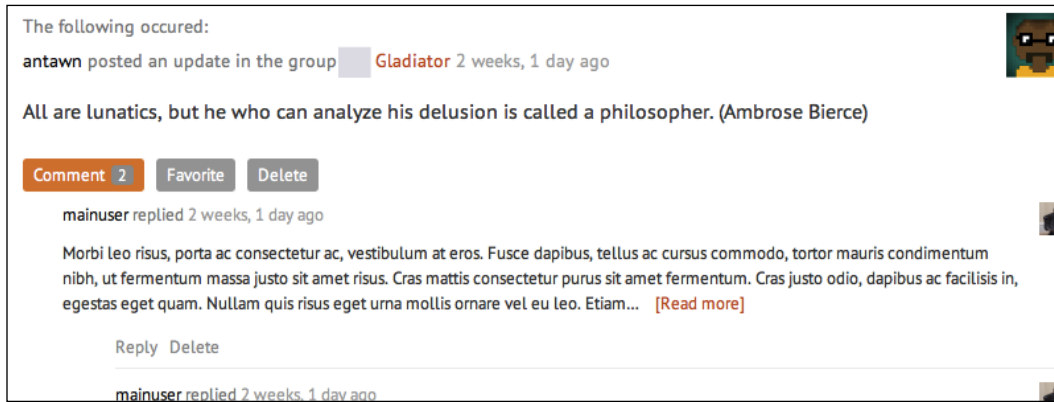 The following occured:
antawn posted an update in the group Gladiator 2 weeks, 1 day ago
All are lunatics, but he who can analyze his delusion is called a philosopher. (Ambrose Bierce)
Comment 2 Favorite Delete
mainuser replied 2 weeks, 1 day ago
Morbi leo risus, porta ac consectetur ac, vestibulum at eros. Fusce dapibus, tellus ac cursus commodo, tortor mauris condimentum
nibh, ut fermentum massa justo sit amet risus. Cras mattis consectetur purus sit amet fermentum. Cras justo odio, dapibus ac facilisis in,
egestas eget quam. Nullam quis risus eget urna mollis ornare vel eu leo. Etiam... [Read more]
Reply Delete
mainuser replied 2 weeks, 1 day ago